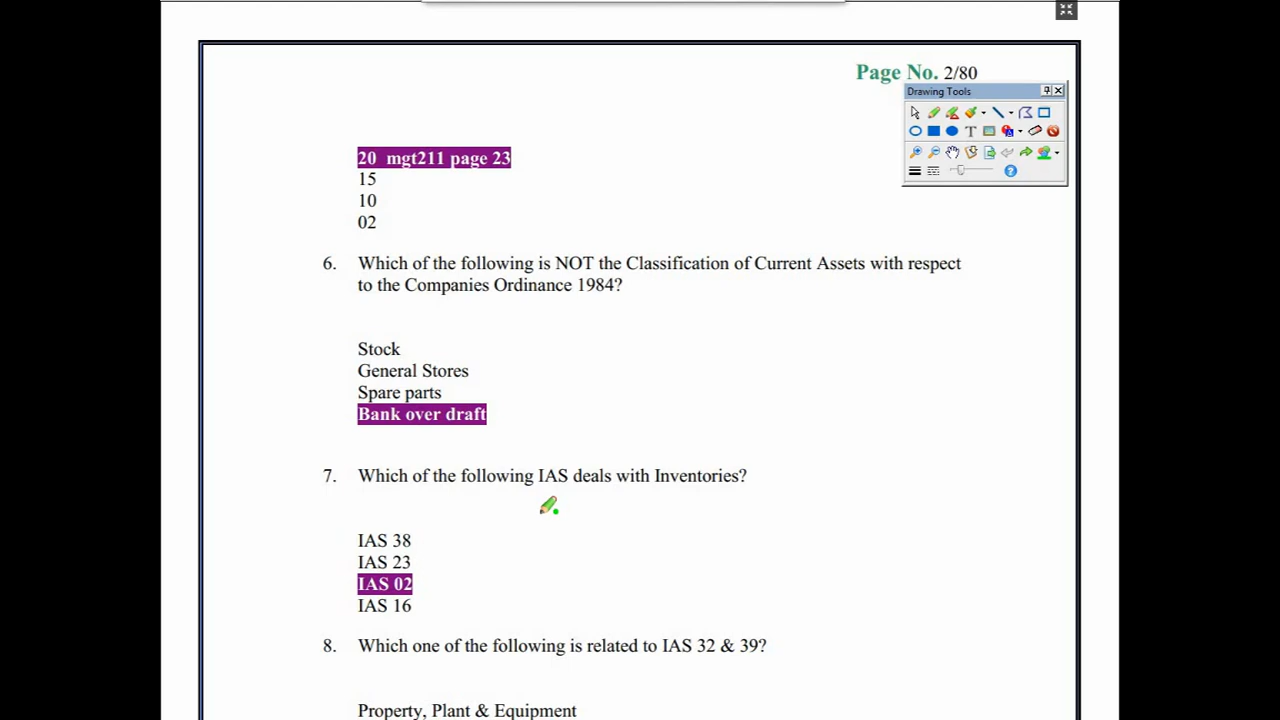 Page No. 2/80
Drawing Tools
20 mgt211 page 23
15
10
02
6. Which of the following is NOT the Classification of Current Assets with respect
to the Companies Ordinance 1984?
Stock
General Stores
Spare parts
Bank over draft
7. Which of the following IAS deals with Inventories?
IAS 38
IAS 23
IAS 02
IAS 16
8. Which one of the following is related to IAS 32 & 39?
Property, Plant & Equipment